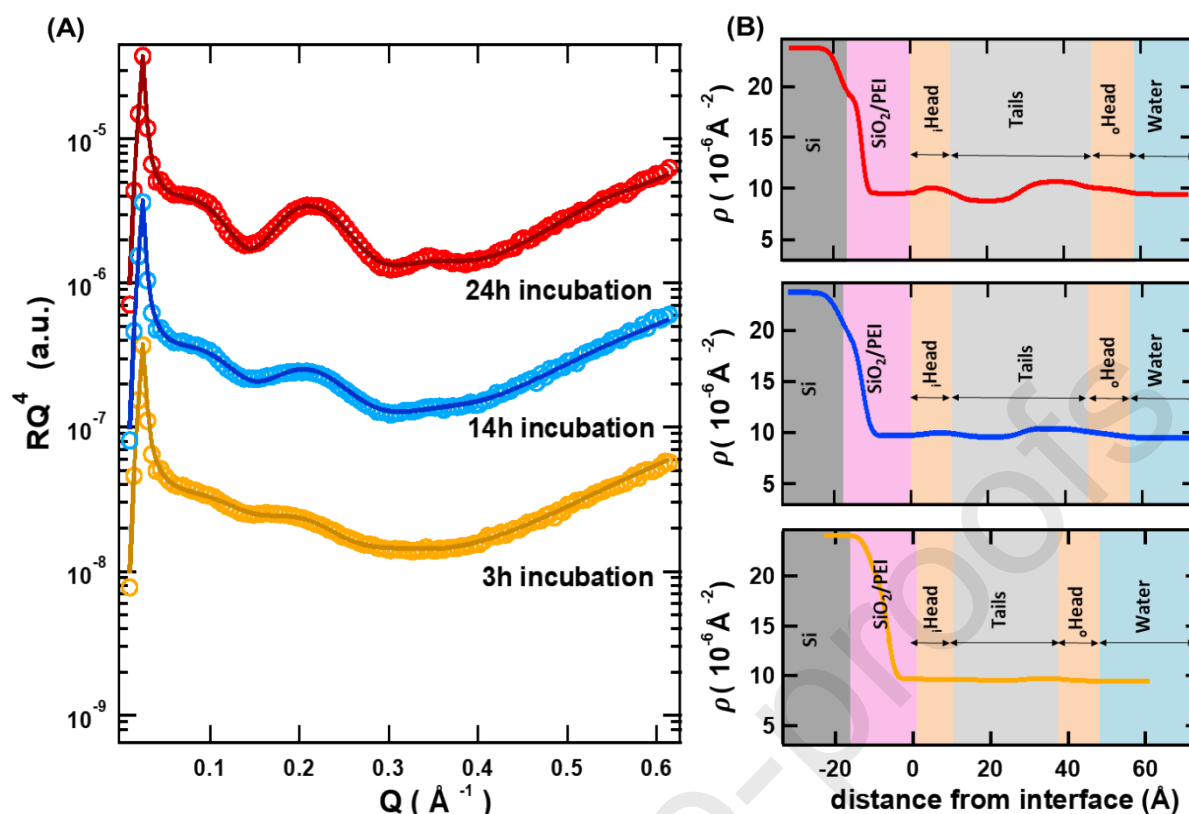 (A)
RQ⁴ (a.u.)
10⁻⁵
10⁻⁶
10⁻⁷
10⁻⁸
10⁻⁹
24h incubation
14h incubation
3h incubation
0.1 0.2 0.3 0.4 0.5 0.6
Q ( Å⁻¹)
(B)
ρ ( 10⁻⁶Å⁻²)
20
15
10
5
Si
SiO₂/PEI
ᵢHead
Tails
ₒHead
Water
ρ ( 10⁻⁶Å⁻²)
20
15
10
5
Si
SiO₂/PEI
ᵢHead
Tails
ₒHead
Water
ρ ( 10⁻⁶Å⁻²)
20
15
10
5
Si
SiO₂/PEI
ᵢHead
Tails
ₒHead
Water
-20 0 20 40 60
distance from interface (Å)